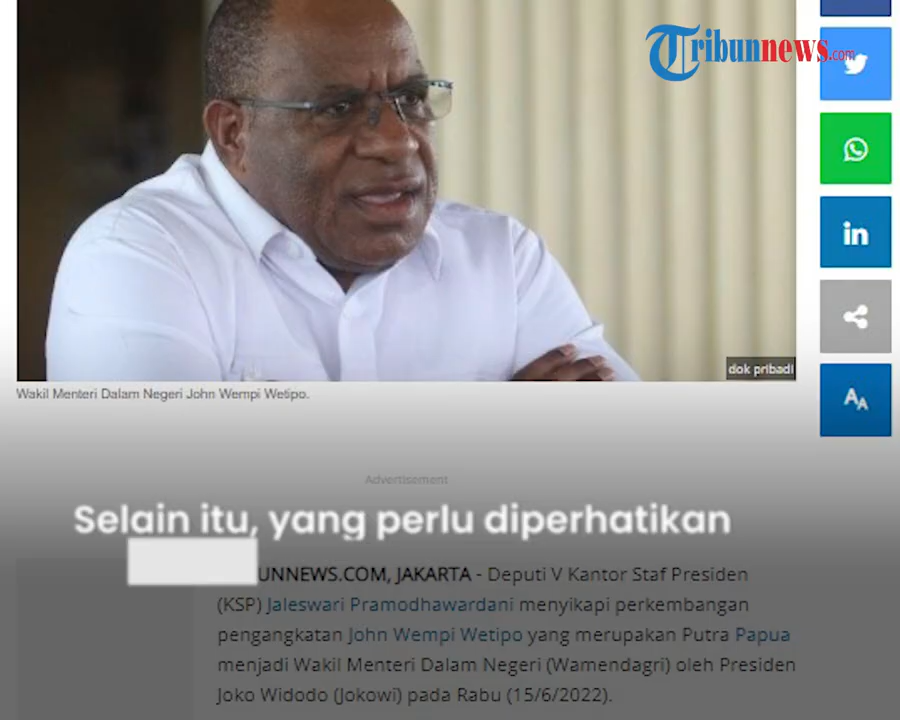 Tribunnews.com
dok pribadi
Wakil Menteri Dalam Negeri John Wempi Wetipo.
Advertisement
Selain itu, yang perlu diperhatikan
UNNEWS.COM, JAKARTA - Deputi V Kantor Staf Presiden
(KSP) Jaleswari Pramodhawardani menyikapi perkembangan
pengangkatan John Wempi Wetipo yang merupakan Putra Papua
menjadi Wakil Menteri Dalam Negeri (Wamendagri) oleh Presiden
Joko Widodo (Jokowi) pada Rabu (15/6/2022).